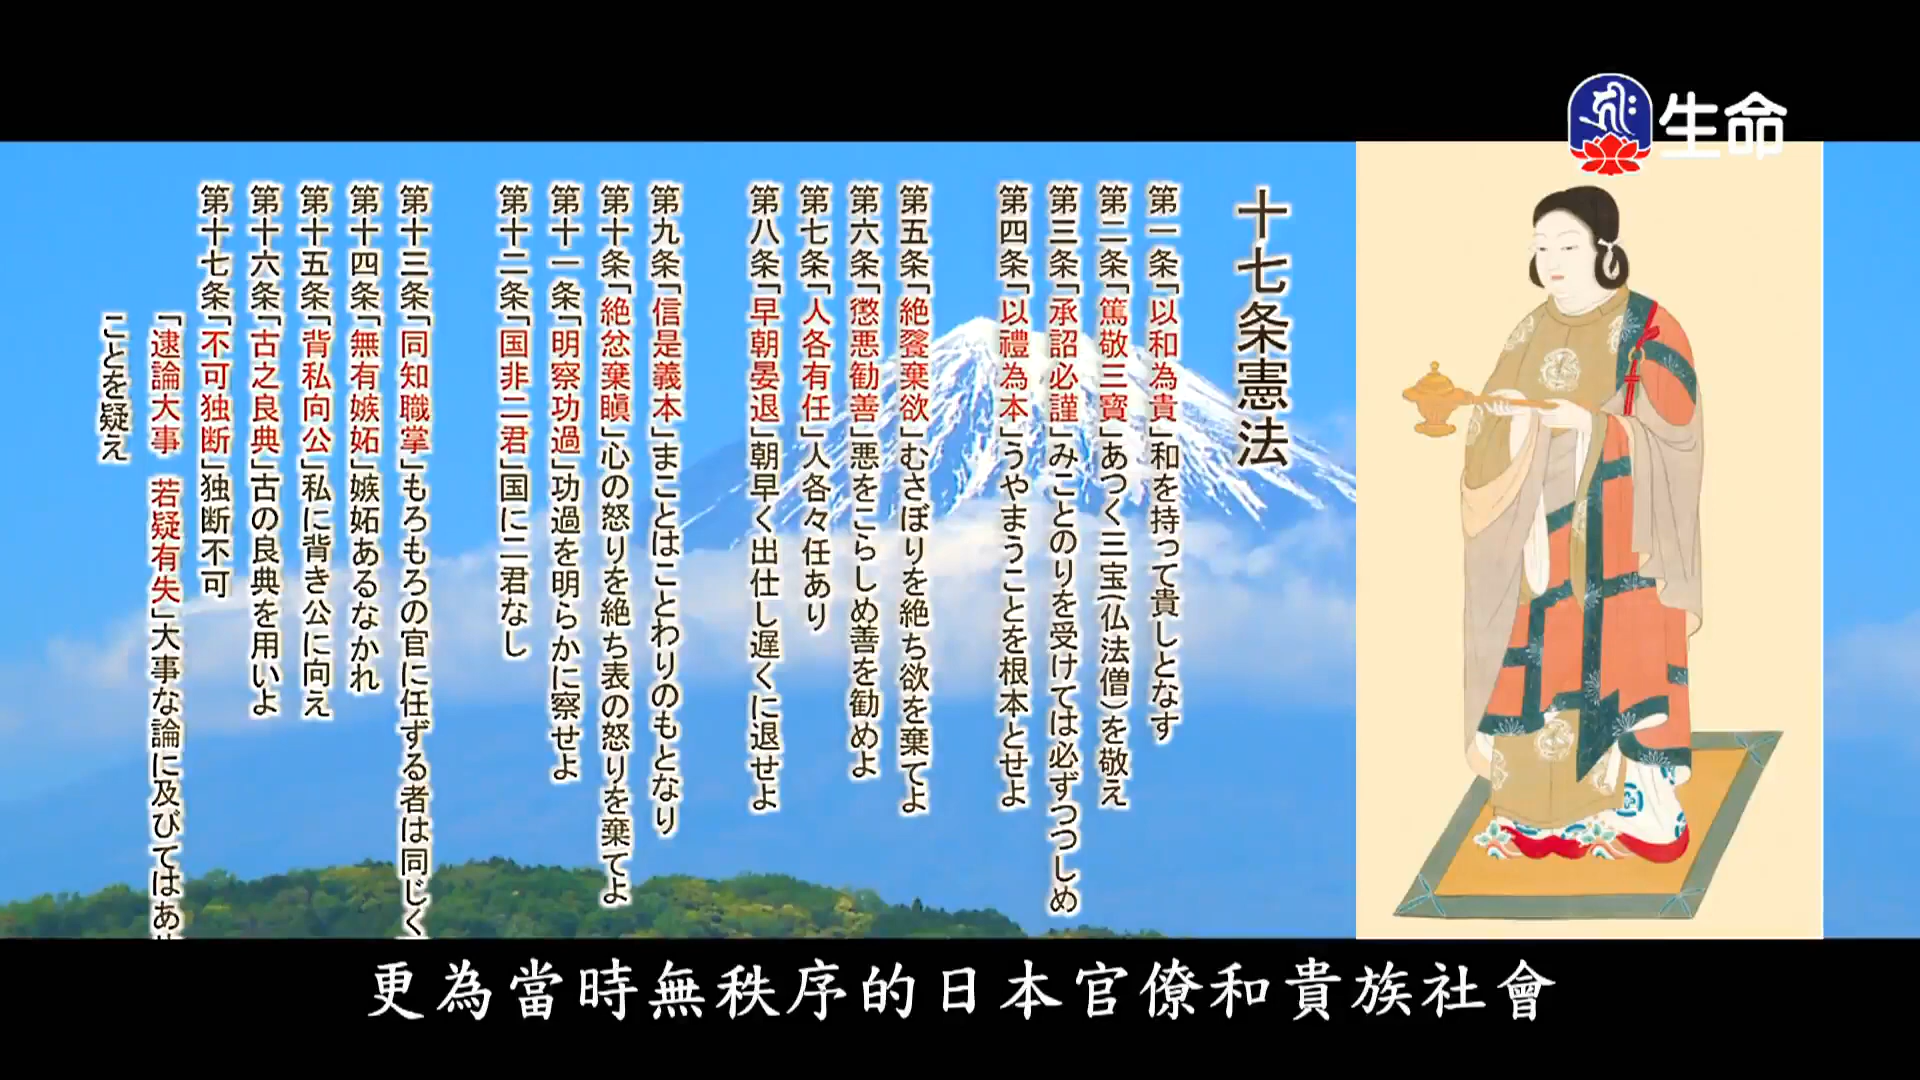 生命
十七条憲法
第一条「以和為貴」和を持って貴しとなす
第二条「篤敬三寳」あつく三宝(仏法僧)を敬え
第三条「承詔必謹」みことのりを受けては必ずつつしめ
第四条「以禮為本」うやまうことを根本とせよ
第五条「絶餮棄欲」むさぼりを絶ち欲を棄てよ
第六条「懲悪勧善」悪をこらしめ善を勧めよ
第七条「人各有任」人各々任あり
第八条「早朝晏退」朝早く出仕し遅くに退せよ
第九条「信是義本」まことはことわりのもとなり
第十条「絶忿棄瞋」心の怒りを絶ち表の怒りを棄てよ
第十一条「明察功過」功過を明らかに察せよ
第十二条「国非二君」国に二君なし
第十三条「同知職掌」もろもろの官に任ずる者は同じく
第十四条「無有嫉妬」嫉妬あるなかれ
第十五条「背私向公」私に背き公に向え
第十六条「古之良典」古の良典を用いよ
第十七条「不可独断」独断不可
「逮論大事 若疑有失」大事な論に及びてはあ
ことを疑え
更為當時無秩序的日本官僚和貴族社會